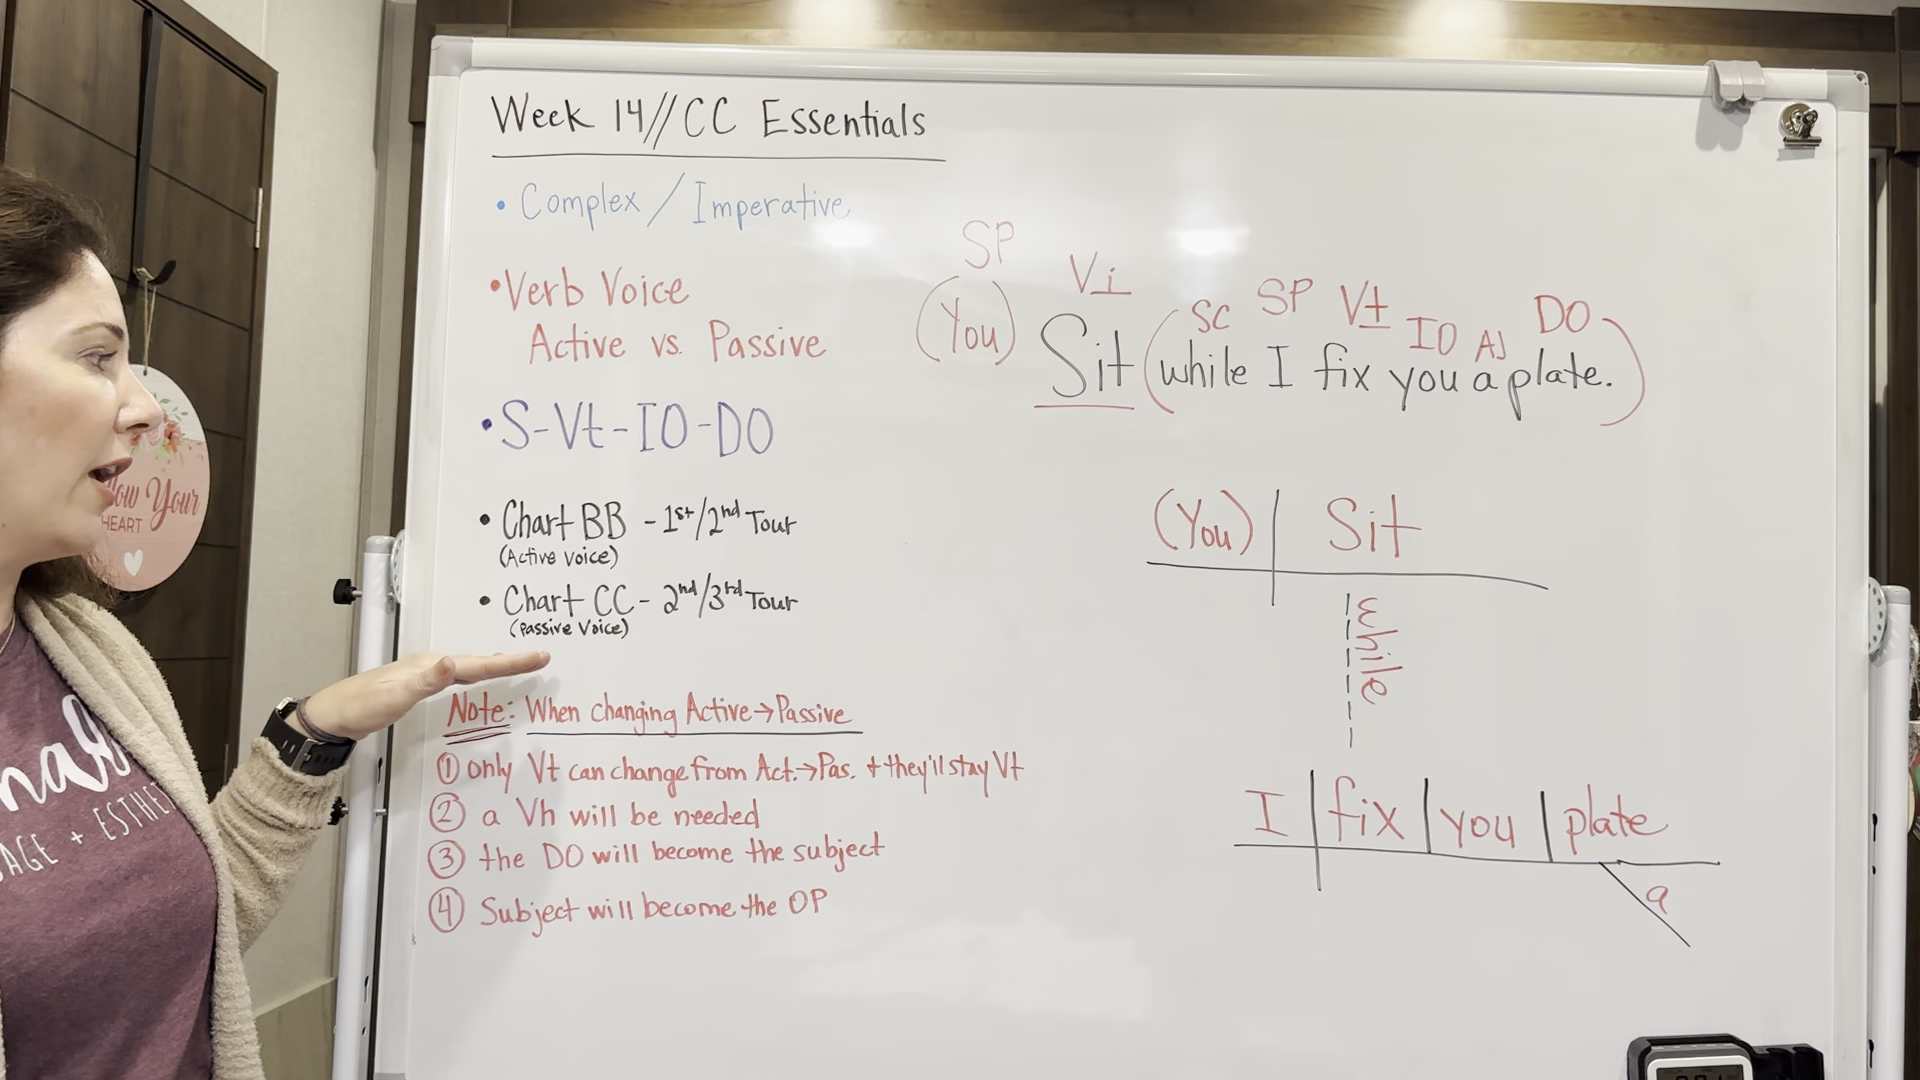 Week 14//CC Essentials
• Complex / Imperative
• Verb Voice
Active vs. Passive
• S-Vt-IO-DO
• Chart BB - 1st/2nd Tour
(Active Voice)
• Chart CC - 2nd/3rd Tour
(Passive Voice)
Note: When changing Active→Passive
① only Vt can change from Act.→Pas. + they'll stay Vt
② a Vh will be needed
③ the DO will become the subject
④ Subject will become the OP
SP Vi SC SP Vt IO AJ DO
(You) Sit (while I fix you a plate.)
(You) | Sit
while
I | fix | you | plate
a
Your
HEART
AGE + ESTHE